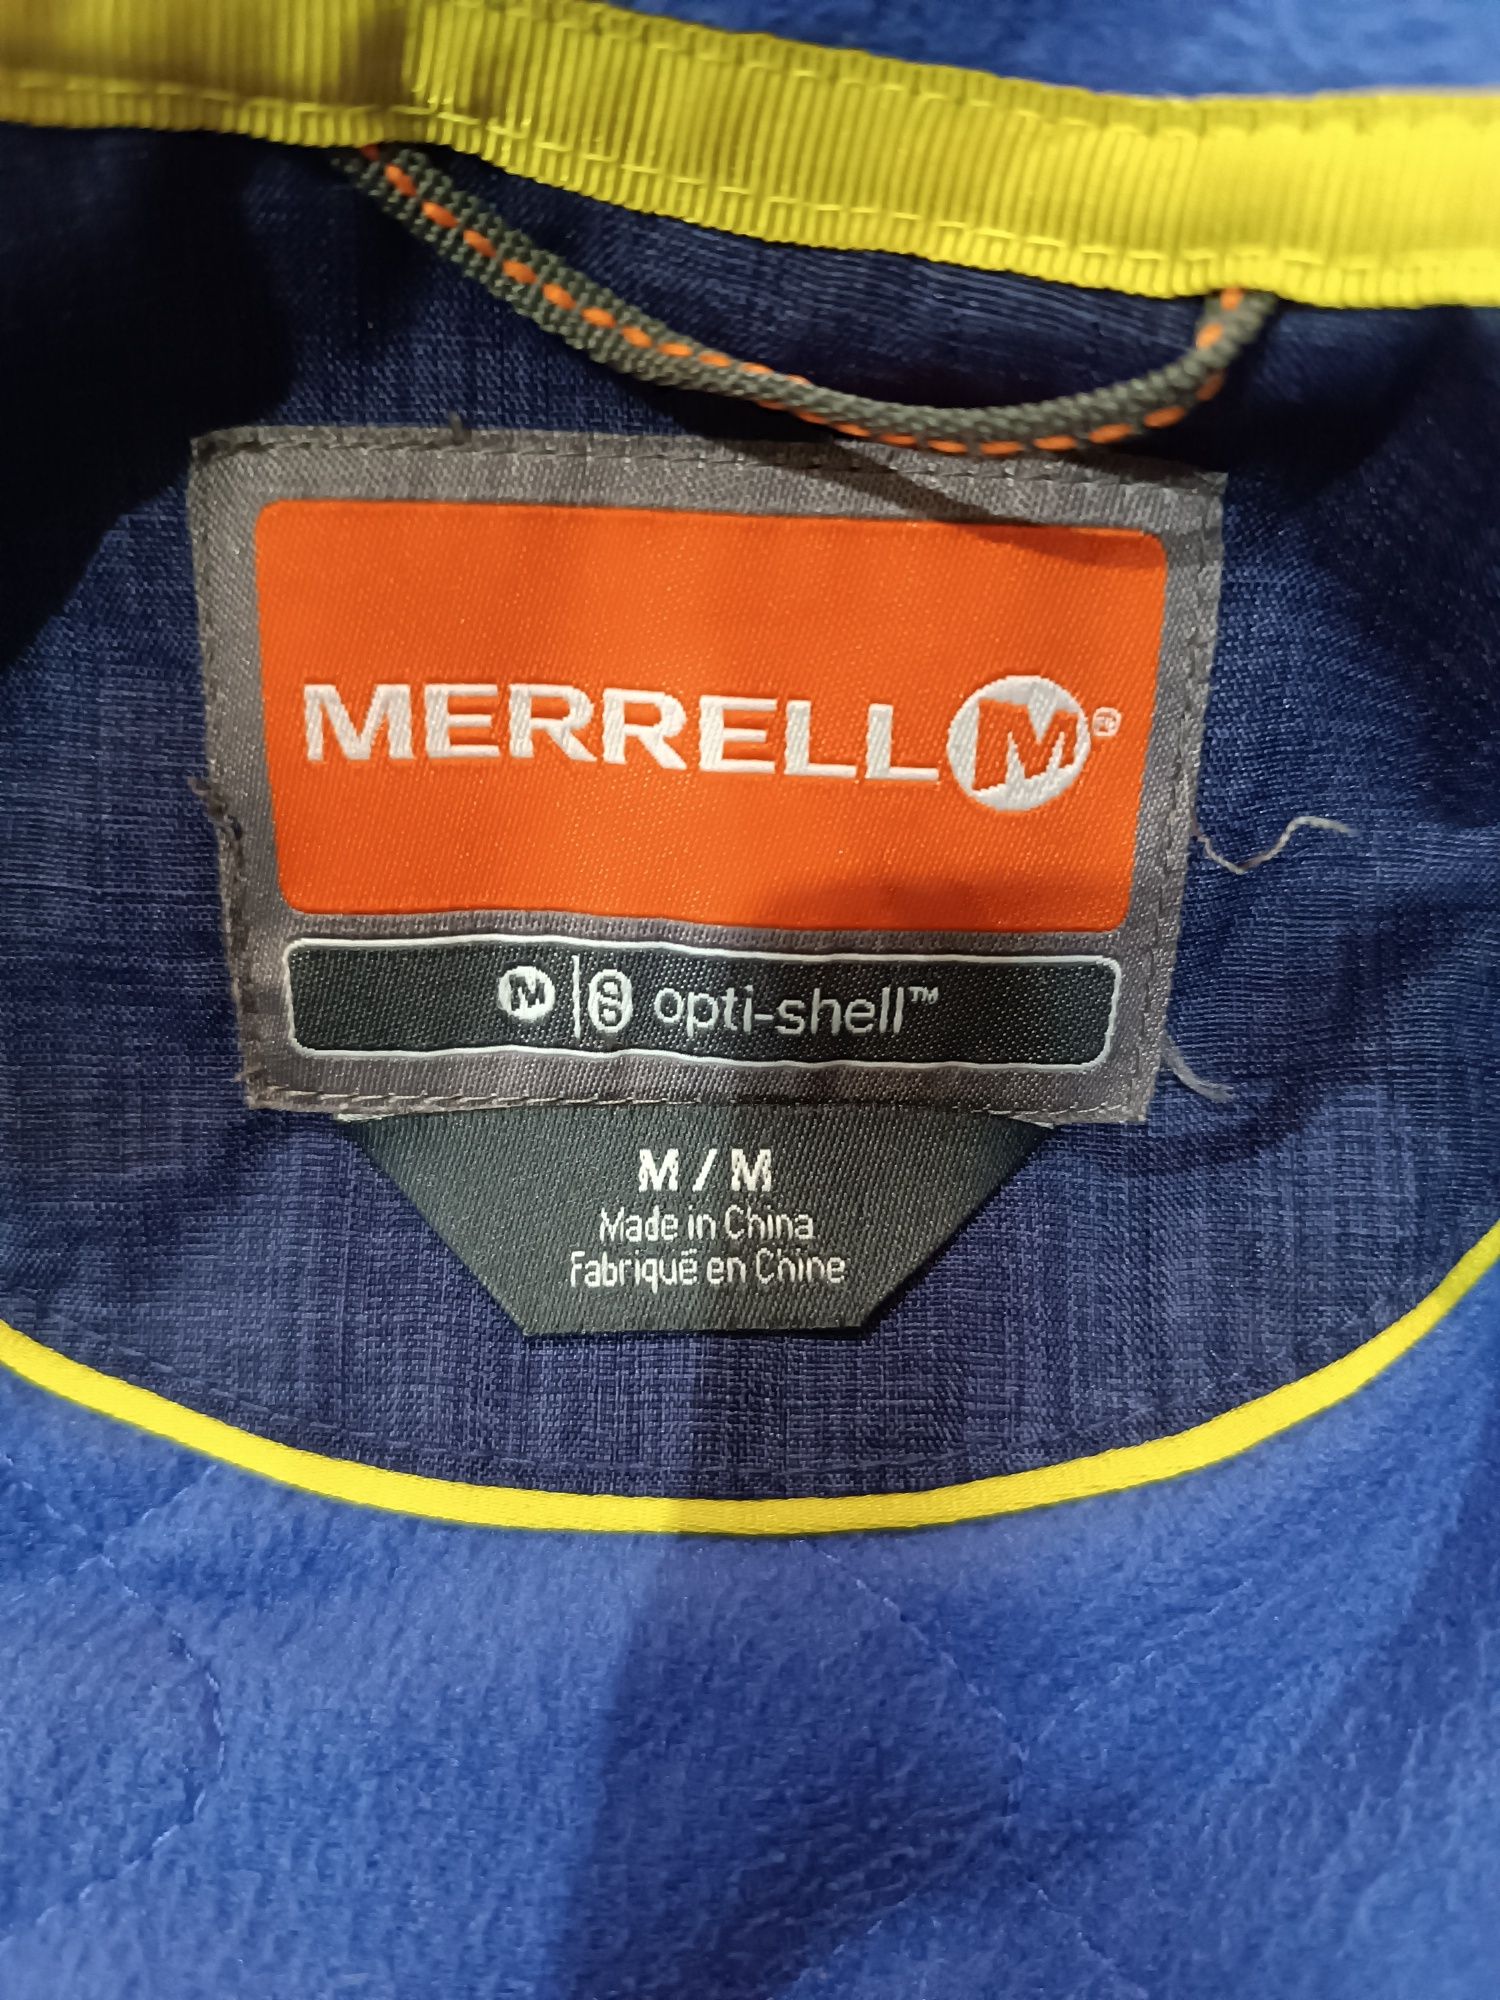 MERRELL M®
M opti-shell™
M / M
Made in China
Fabriqué en Chine